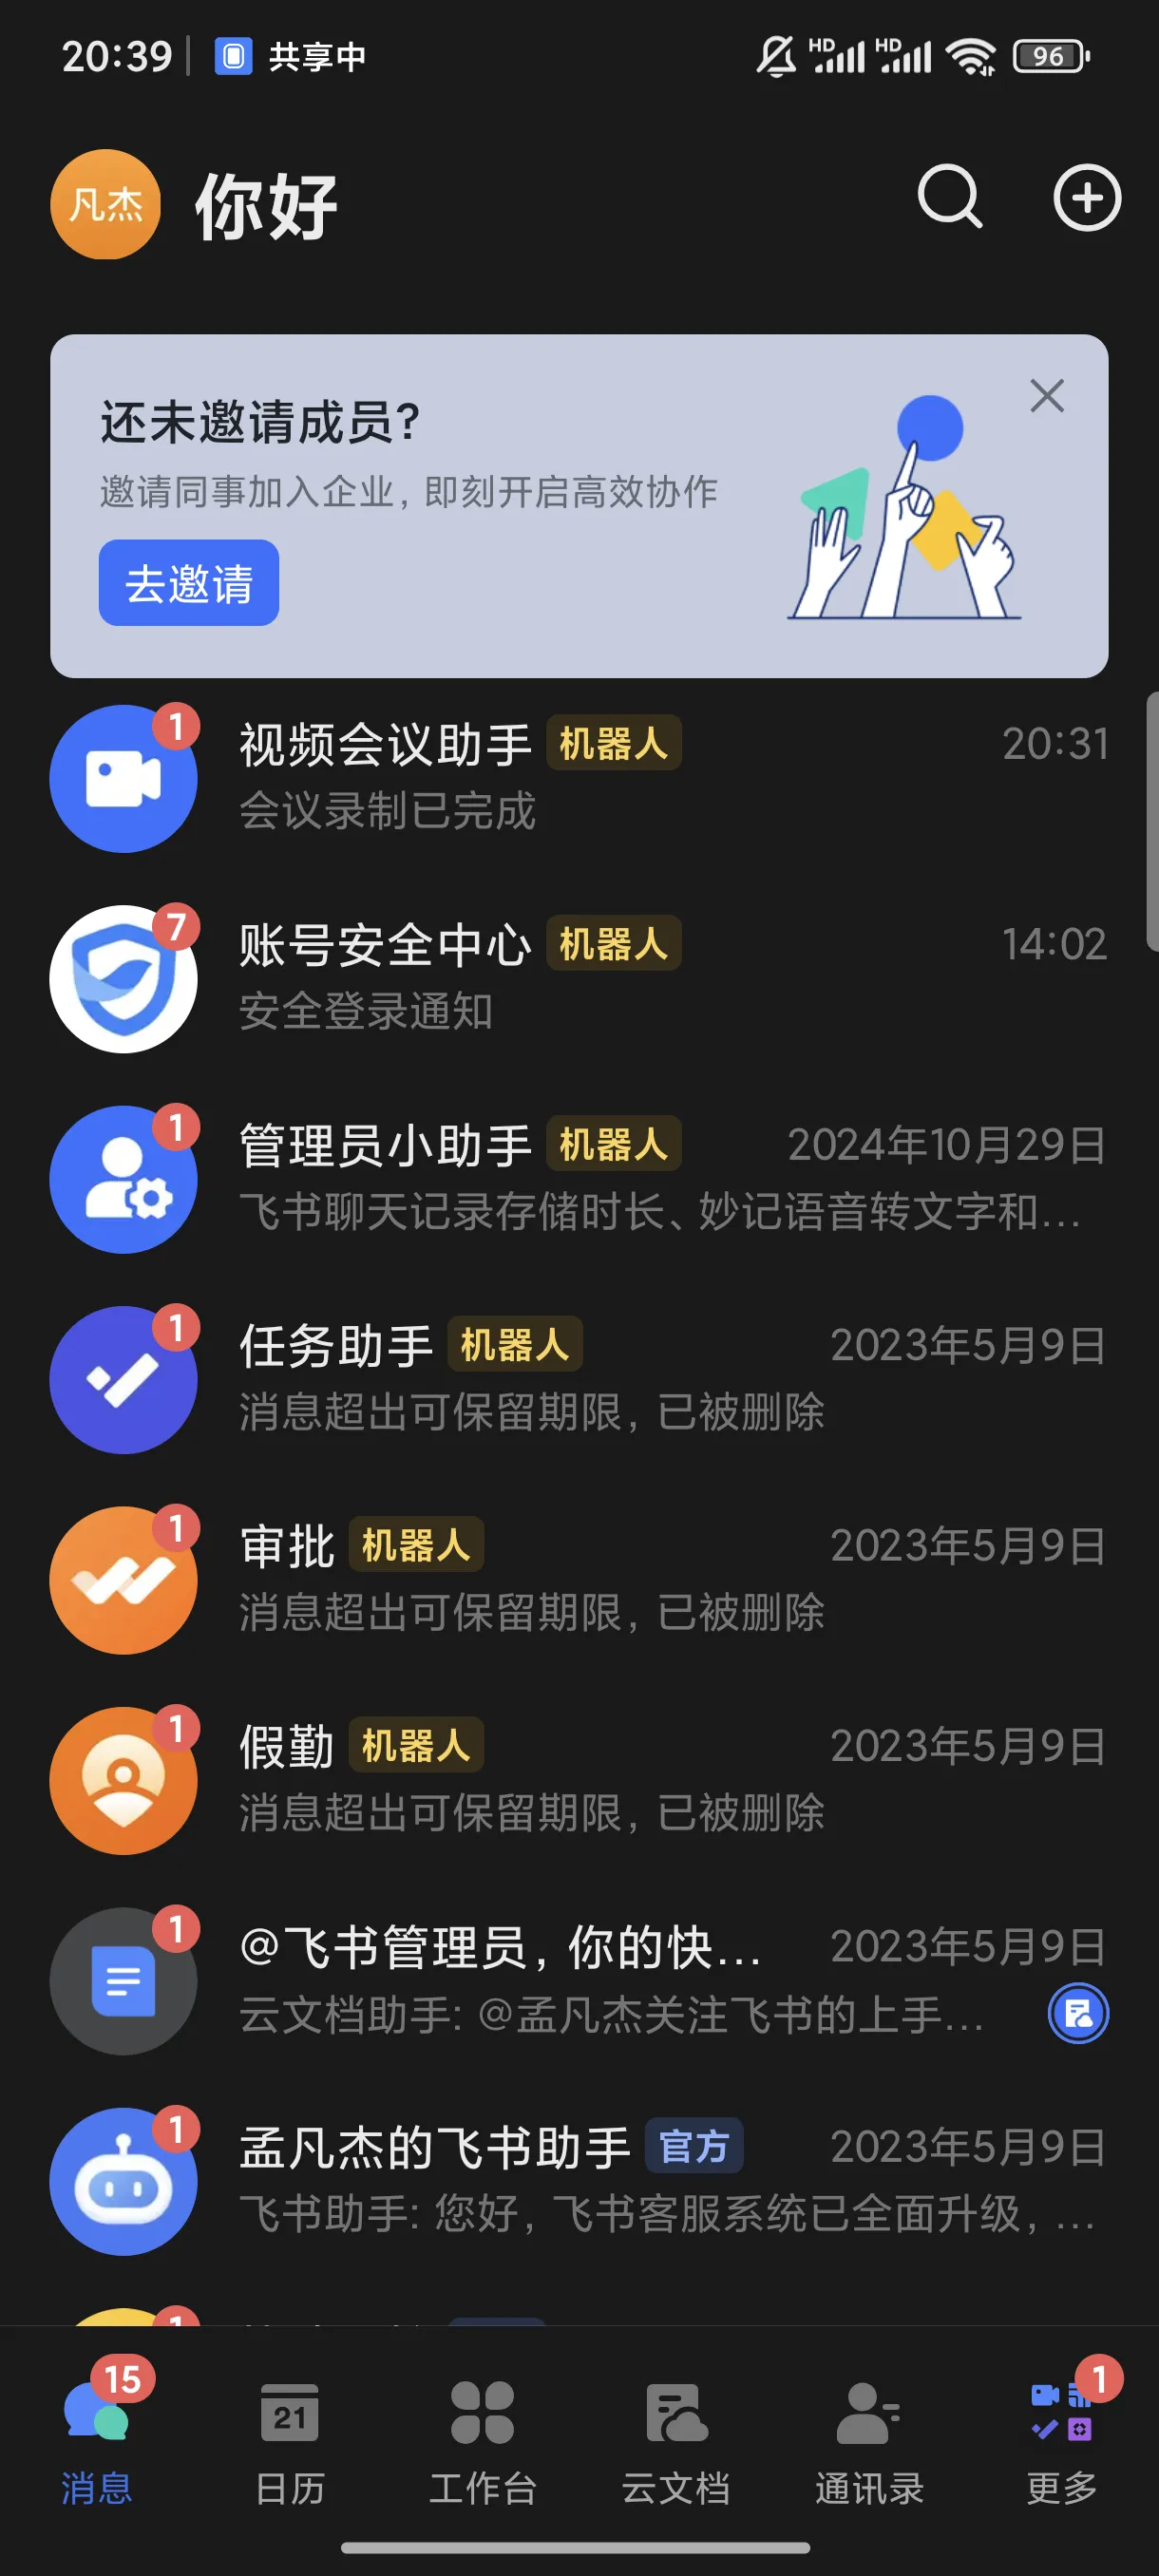 20:39 共享中 HD HD 96
凡杰 你好
还未邀请成员?
邀请同事加入企业，即刻开启高效协作
去邀请
1 视频会议助手 机器人 20:31
会议录制已完成
7 账号安全中心 机器人 14:02
安全登录通知
1 管理员小助手 机器人 2024年10月29日
飞书聊天记录存储时长、妙记语音转文字和...
1 任务助手 机器人 2023年5月9日
消息超出可保留期限，已被删除
1 审批 机器人 2023年5月9日
消息超出可保留期限，已被删除
1 假勤 机器人 2023年5月9日
消息超出可保留期限，已被删除
1 @飞书管理员，你的快... 2023年5月9日
云文档助手: @孟凡杰关注飞书的上手...
1 孟凡杰的飞书助手 官方 2023年5月9日
飞书助手: 您好，飞书客服系统已全面升级，...
1
15 21 1
消息 日历 工作台 云文档 通讯录 更多